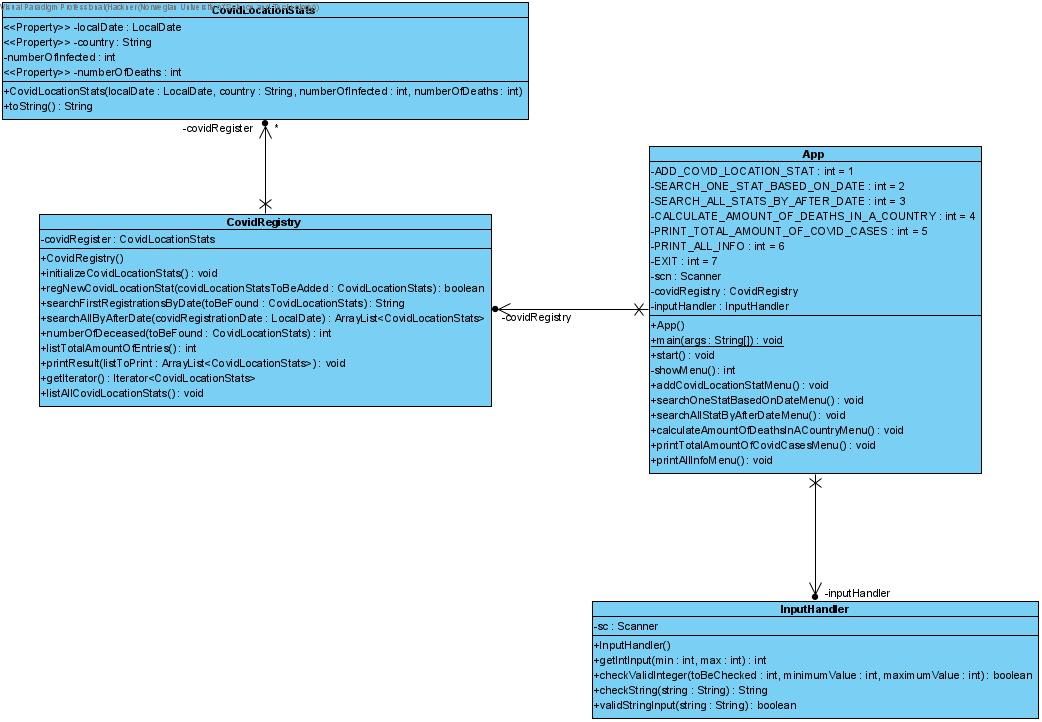 Visual Paradigm Professional(Hackner(Norwegian University
CovidLocationStats
<<Property>> -localDate : LocalDate
<<Property>> -country : String
-numberOfInfected : int
<<Property>> -numberOfDeaths : int
+CovidLocationStats(localDate : LocalDate, country : String, numberOfInfected : int, numberOfDeaths : int)
+toString() : String
-covidRegister
*
CovidRegistry
-covidRegister : CovidLocationStats
+CovidRegistry()
+initializeCovidLocationStats() : void
+regNewCovidLocationStat(covidLocationStatsToBeAdded : CovidLocationStats) : boolean
+searchFirstRegistrationsByDate(toBeFound : CovidLocationStats) : String
+searchAllByAfterDate(covidRegistrationDate : LocalDate) : ArrayList<CovidLocationStats>
+numberOfDeceased(toBeFound : CovidLocationStats) : int
+listTotalAmountOfEntries() : int
+printResult(listToPrint : ArrayList<CovidLocationStats>) : void
+getIterator() : Iterator<CovidLocationStats>
+listAllCovidLocationStats() : void
-covidRegistry
App
-ADD_COVID_LOCATION_STAT : int = 1
-SEARCH_ONE_STAT_BASED_ON_DATE : int = 2
-SEARCH_ALL_STATS_BY_AFTER_DATE : int = 3
-CALCULATE_AMOUNT_OF_DEATHS_IN_A_COUNTRY : int = 4
-PRINT_TOTAL_AMOUNT_OF_COVID_CASES : int = 5
-PRINT_ALL_INFO : int = 6
-EXIT : int = 7
-scn : Scanner
-covidRegistry : CovidRegistry
-inputHandler : InputHandler
+App()
+main(args : String[]) : void
+start() : void
-showMenu() : int
+addCovidLocationStatMenu() : void
+searchOneStatBasedOnDateMenu() : void
+searchAllStatByAfterDateMenu() : void
+calculateAmountOfDeathsInACountryMenu() : void
+printTotalAmountOfCovidCasesMenu() : void
+printAllInfoMenu() : void
-inputHandler
InputHandler
-sc : Scanner
+InputHandler()
+getIntInput(min : int, max : int) : int
+checkValidInteger(toBeChecked : int, minimumValue : int, maximumValue : int) : boolean
+checkString(string : String) : String
+validStringInput(string : String) : boolean